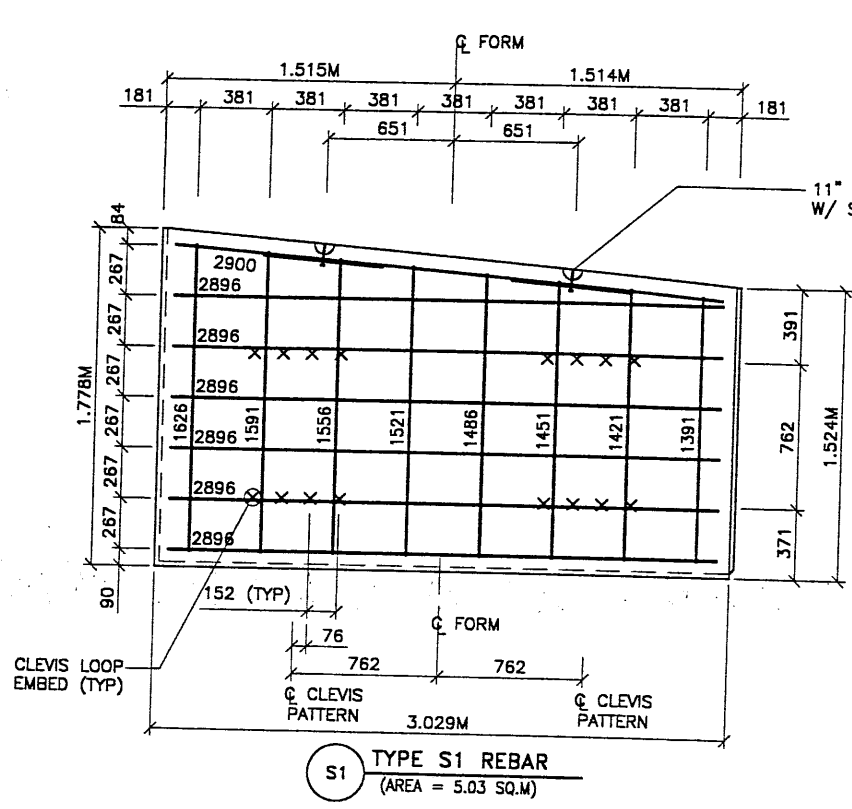 ℄ FORM
1.515M 1.514M
181 381 381 381 381 381 381 381 181
651 651
11"
W/ S
84
267
267
267
267
267
267
90
1.778M
2900
2896
2896
2896
2896
2896
2896
1626 1591 1556 1521 1486 1451 1421 1391
391
762
371
1.524M
152 (TYP)
76
℄ FORM
762 762
CLEVIS LOOP
EMBED (TYP)
℄ CLEVIS
PATTERN
℄ CLEVIS
PATTERN
3.029M
S1
TYPE S1 REBAR
(AREA = 5.03 SQ.M)